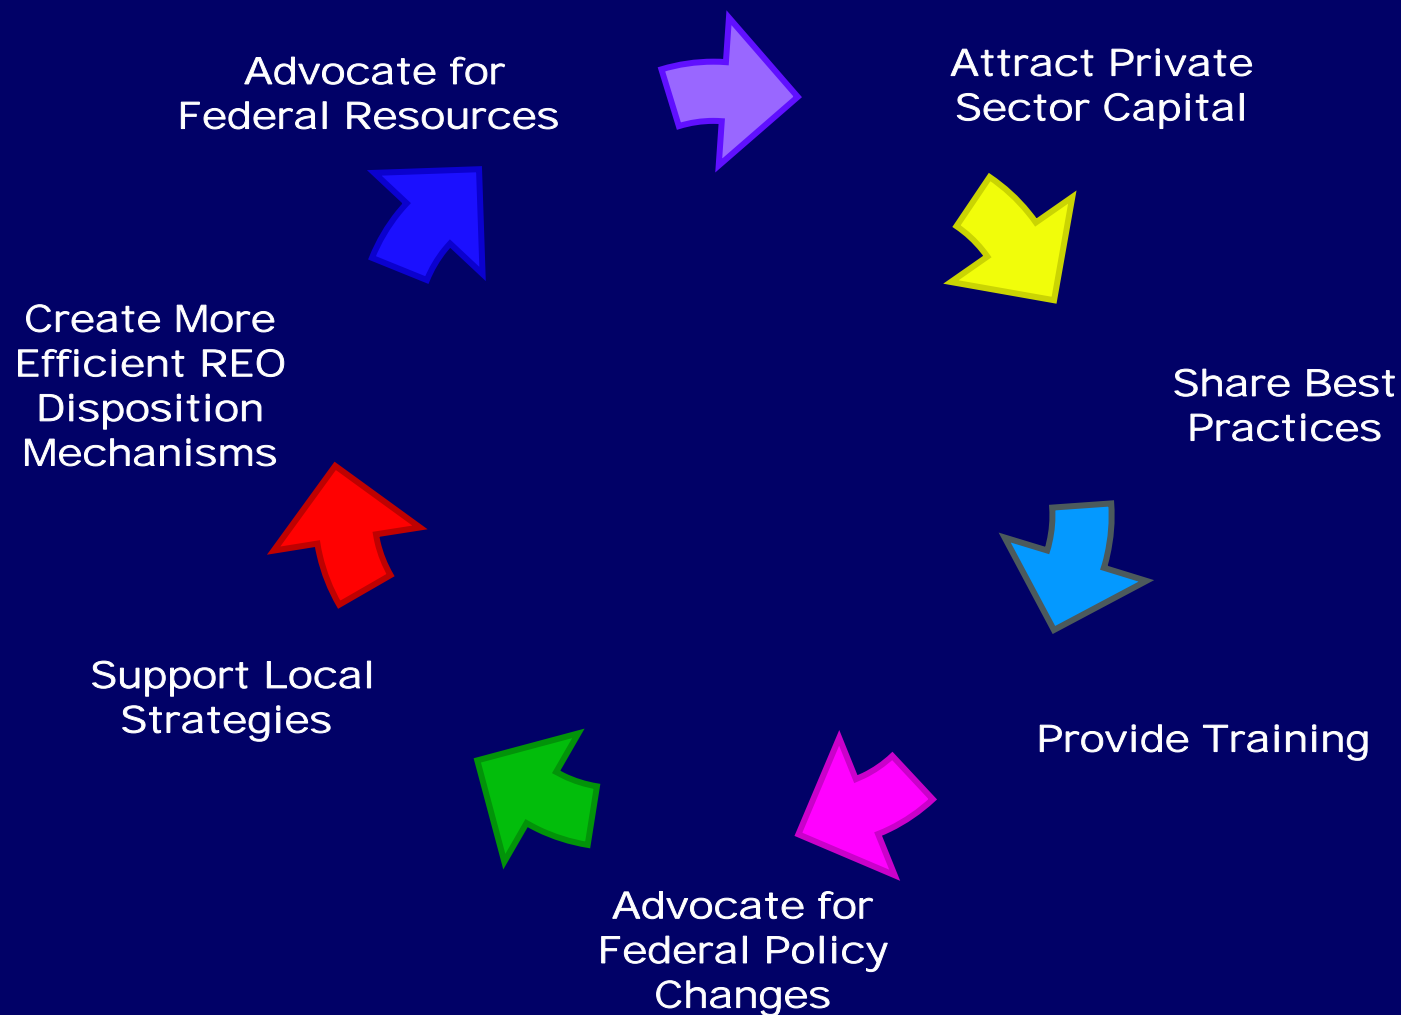 Advocate for
Federal Resources
Attract Private
Sector Capital
Share Best
Practices
Provide Training
Advocate for
Federal Policy
Changes
Support Local
Strategies
Create More
Efficient REO
Disposition
Mechanisms